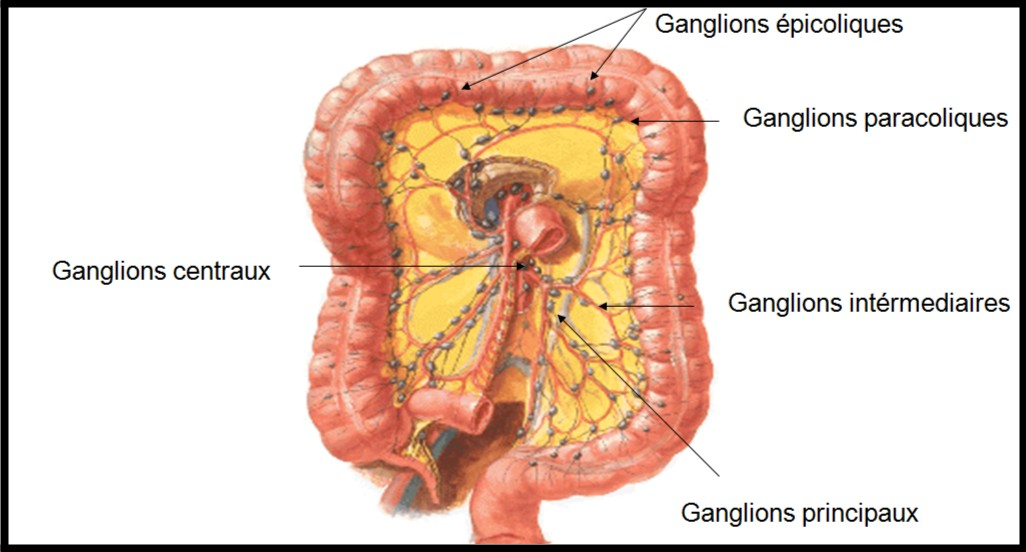 Ganglions épicoliques
Ganglions paracoliques
Ganglions centraux
Ganglions intérmediaires
Ganglions principaux